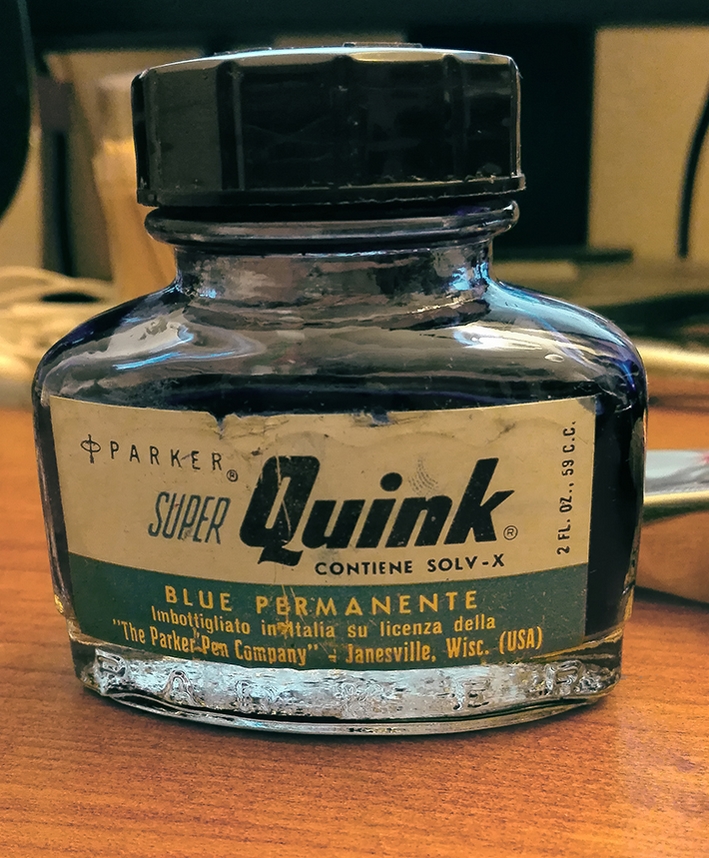 PARKER®
SUPER Quink®
CONTIENE SOLV-X
2 FL. OZ., 59 C.C.
BLUE PERMANENTE
Imbottigliato in Italia su licenza della
"The Parker Pen Company" - Janesville, Wisc. (USA)
PARKER